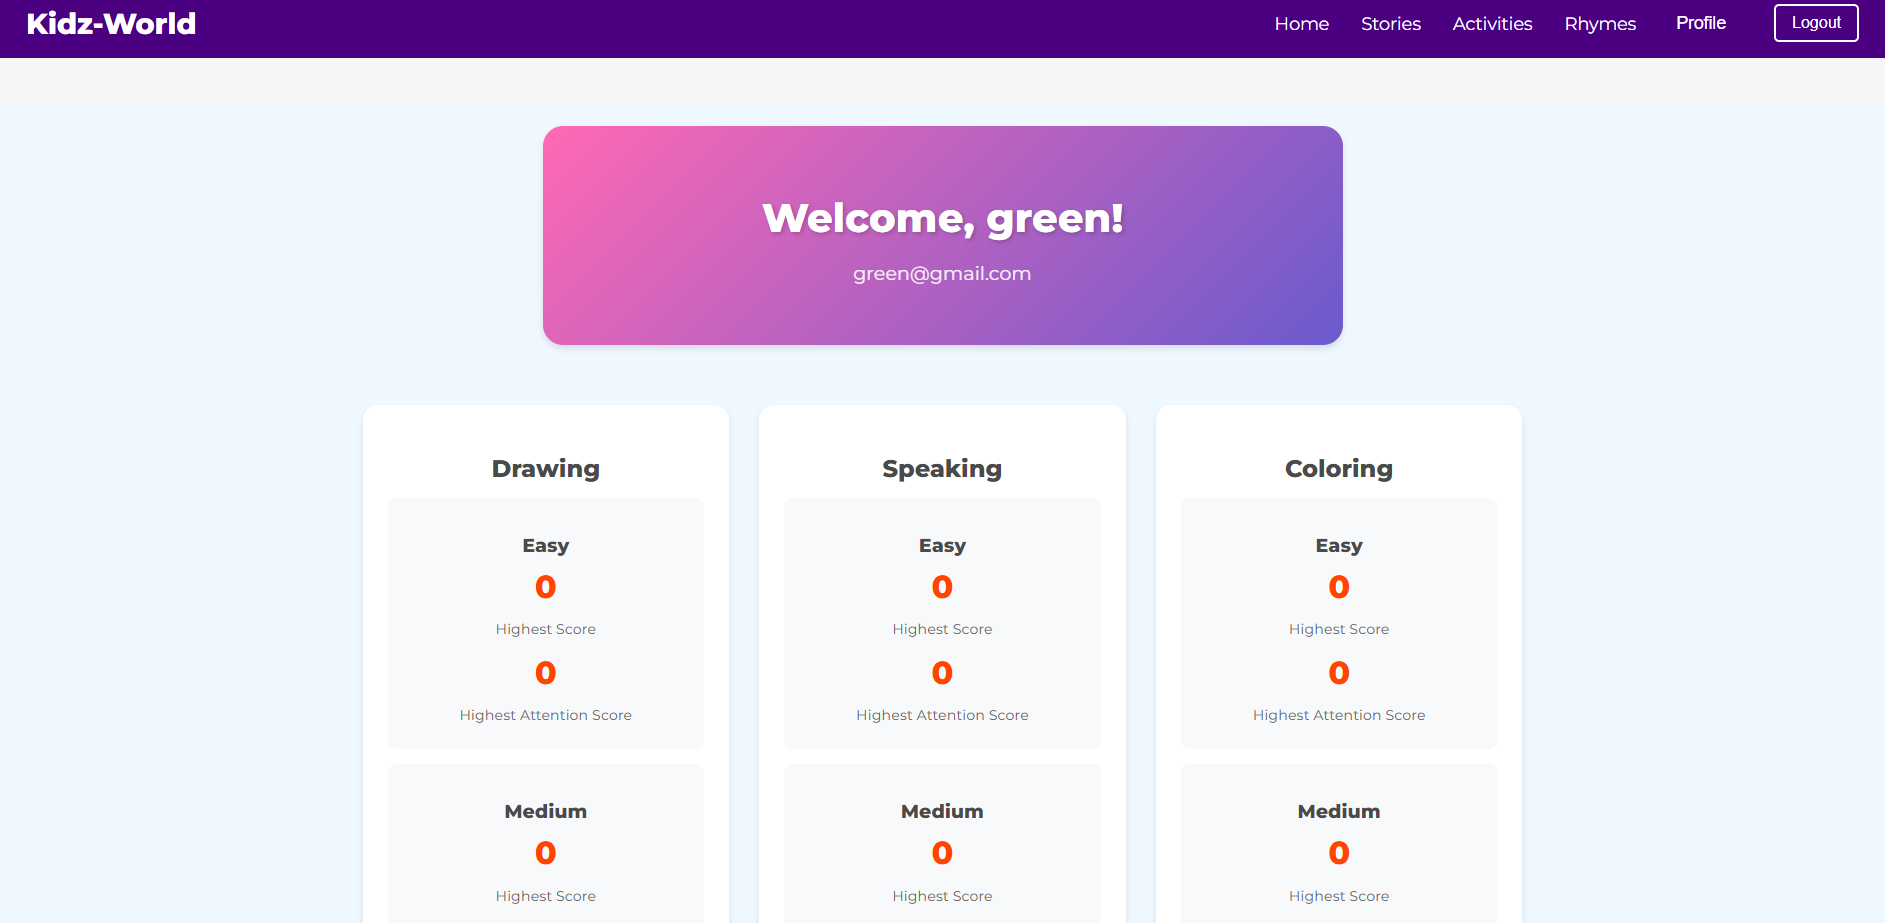 Kidz-World
Home Stories Activities Rhymes Profile Logout
Welcome, green!
green@gmail.com
Drawing
Easy
0
Highest Score
0
Highest Attention Score
Medium
0
Highest Score
Speaking
Easy
0
Highest Score
0
Highest Attention Score
Medium
0
Highest Score
Coloring
Easy
0
Highest Score
0
Highest Attention Score
Medium
0
Highest Score